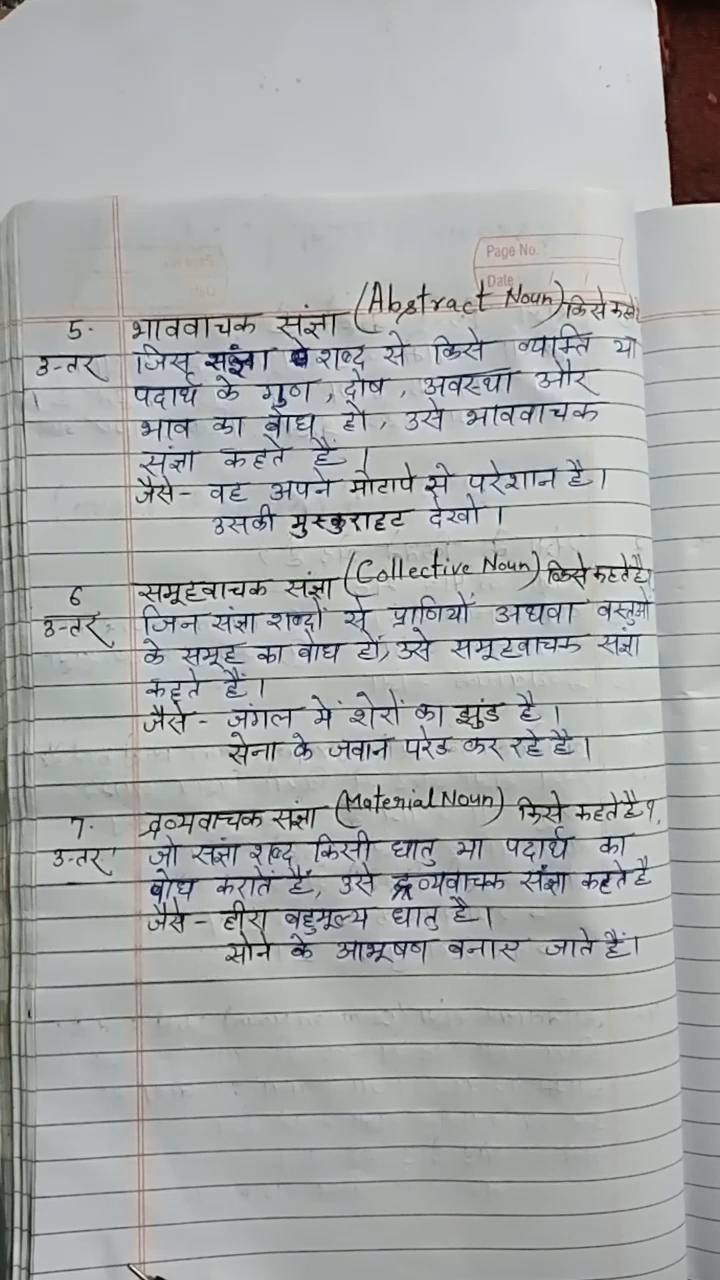 Page No.
Date
5. भाववाचक संज्ञा (Abstract Noun) किसे कहते
उत्तर जिस संज्ञा शब्द से किसे व्यक्ति या
पदार्थ के गुण, दोष, अवस्था और
भाव का बोध हो, उसे भाववाचक
संज्ञा कहते हैं।
जैसे- वह अपने मोटापे से परेशान है।
उसकी मुस्कुराहट देखो।
6 समूहवाचक संज्ञा (Collective Noun) किसे कहते है।
उत्तर जिन संज्ञा शब्दों से प्राणियों अथवा वस्तुओं
के समूह का बोध हों, उसे समूहवाचक संज्ञा
कहते हैं।
जैसे - जंगल में शेरों का झुंड है।
सेना के जवान परेड कर रहे है।
7. द्रव्यवाचक संज्ञा (Material Noun) किसे कहते है?
उत्तर जो संज्ञा शब्द किसी धातु या पदार्थ का
बोध कराते हैं, उसे द्रव्यवाचक संज्ञा कहते है
जैसे - हीरा बहुमूल्य धातु है।
सोने के आभूषण बनाए जाते हैं।